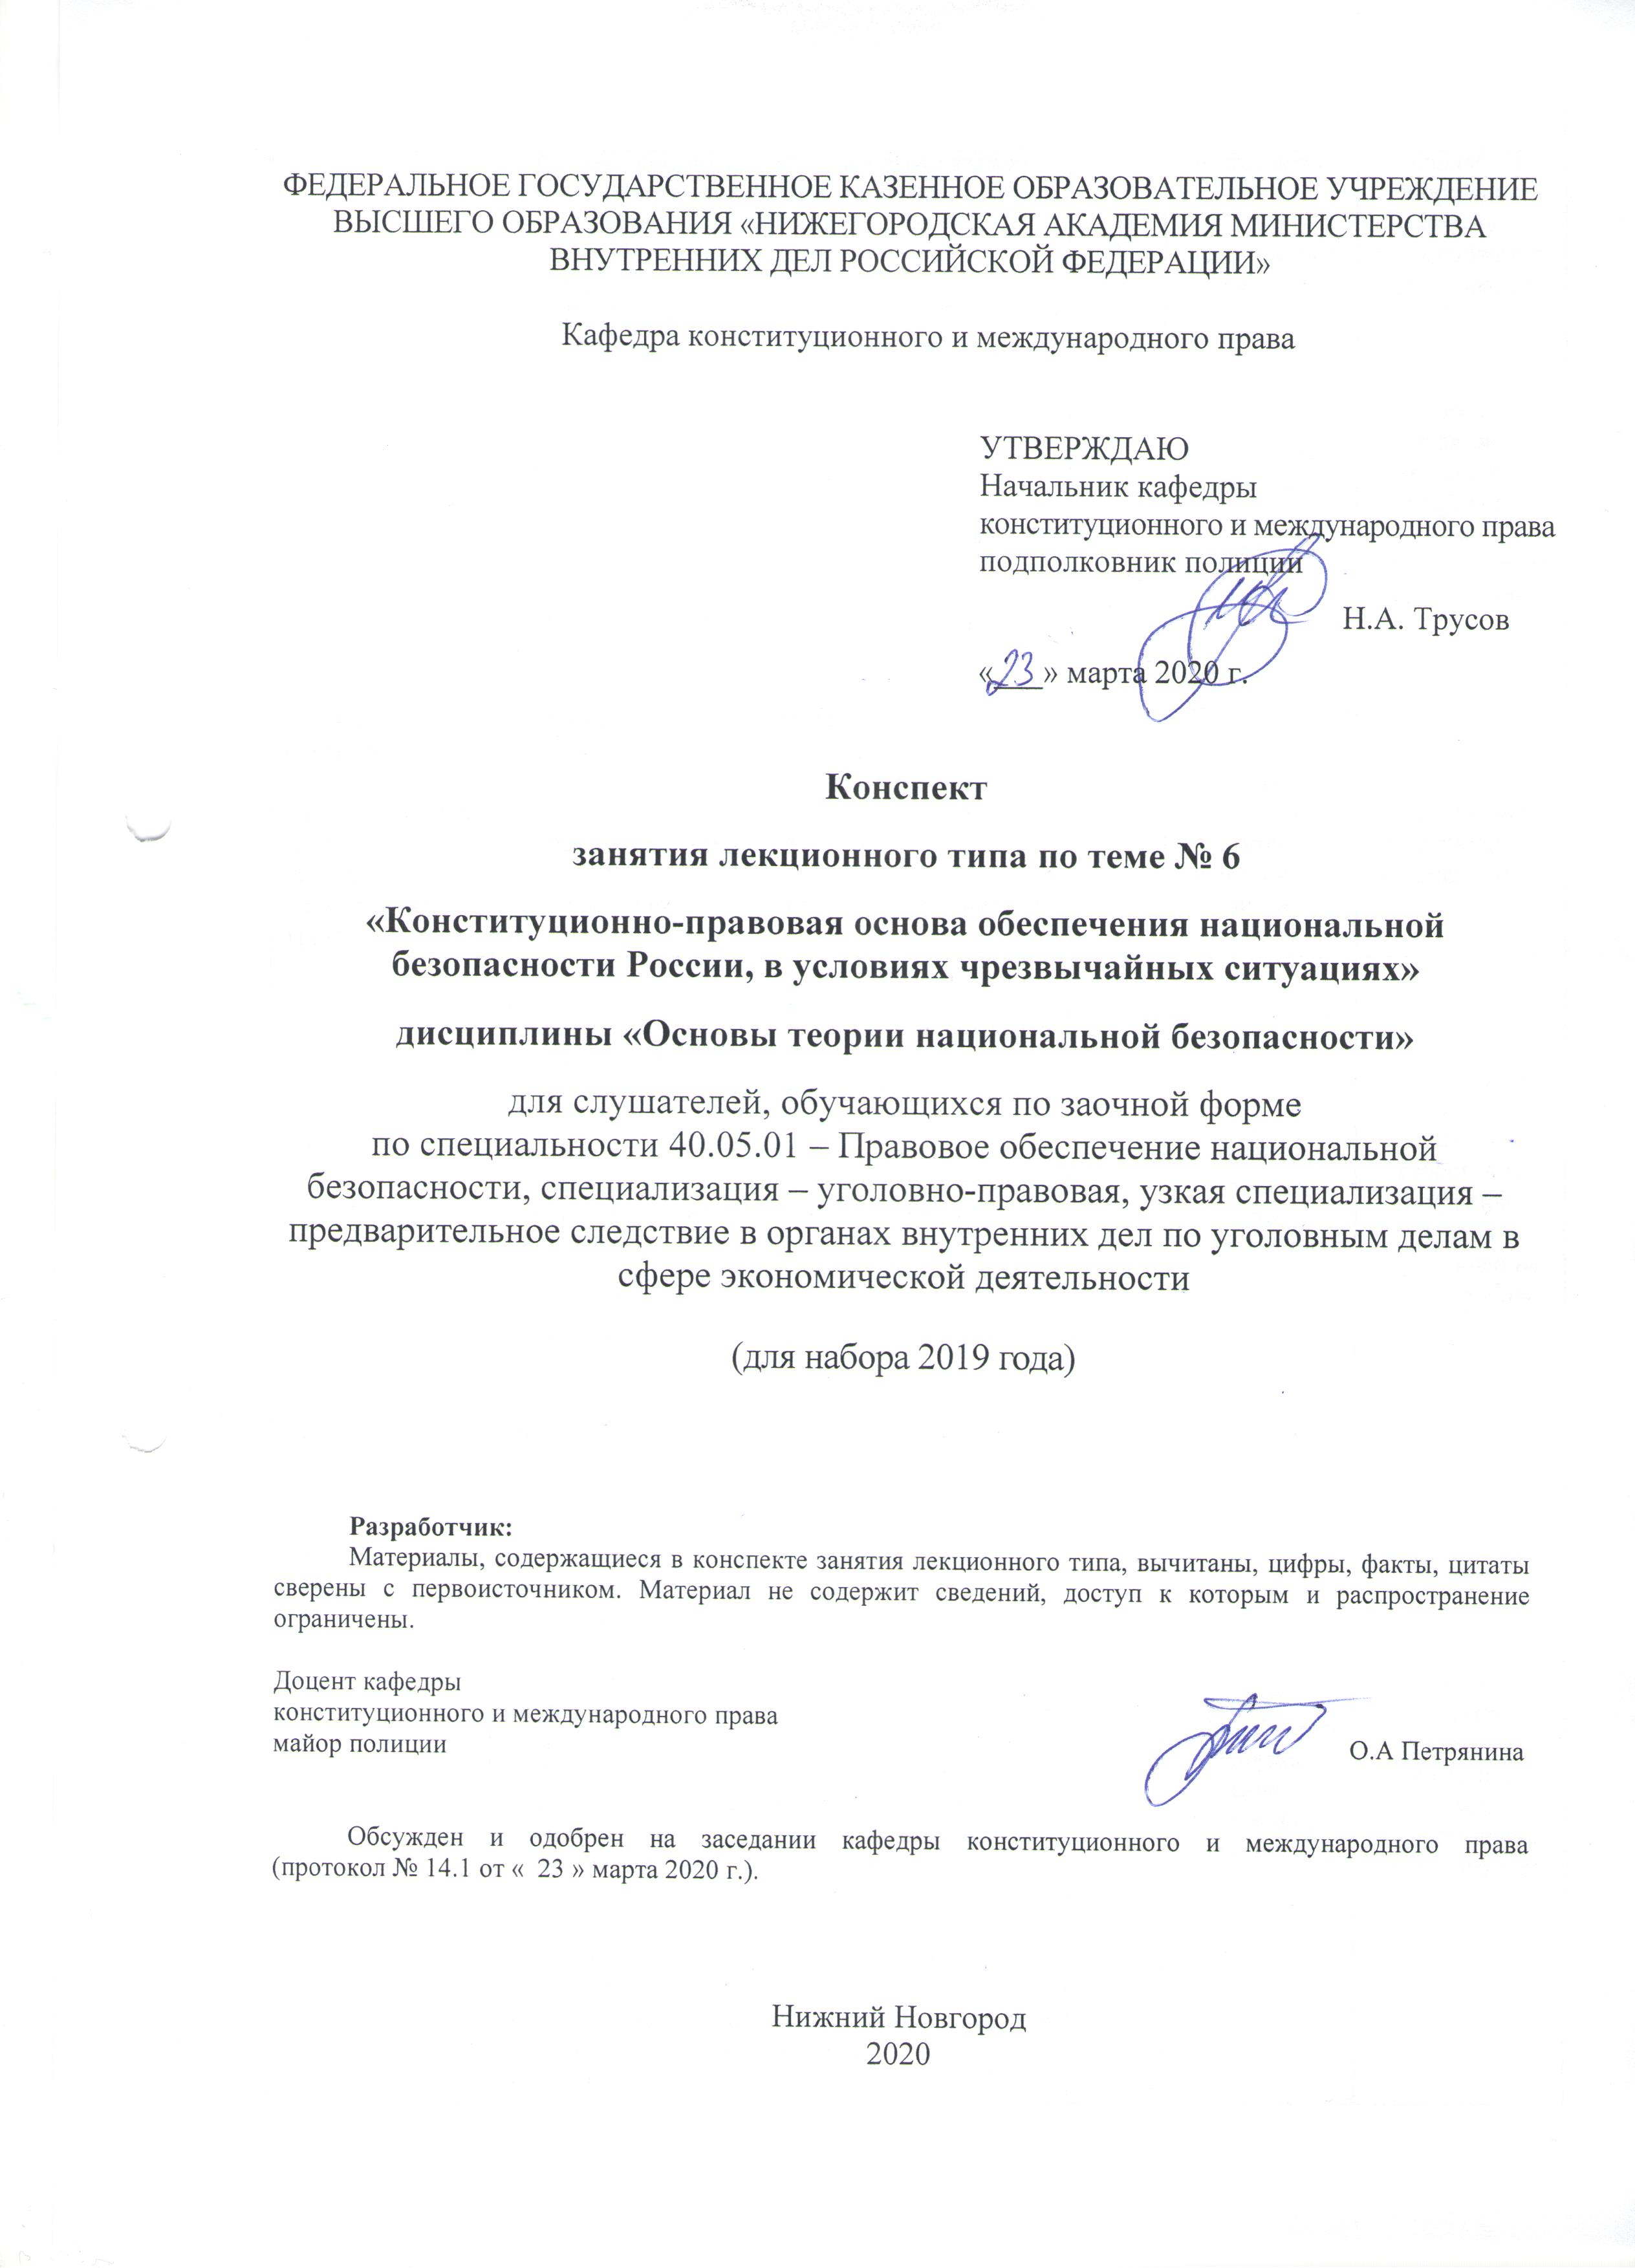 ФЕДЕРАЛЬНОЕ ГОСУДАРСТВЕННОЕ КАЗЕННОЕ ОБРАЗОВАТЕЛЬНОЕ УЧРЕЖДЕНИЕ
ВЫСШЕГО ОБРАЗОВАНИЯ «НИЖЕГОРОДСКАЯ АКАДЕМИЯ МИНИСТЕРСТВА
ВНУТРЕННИХ ДЕЛ РОССИЙСКОЙ ФЕДЕРАЦИИ»
Кафедра конституционного и международного права
УТВЕРЖДАЮ
Начальник кафедры
конституционного и международного права
подполковник полиции
Н.А. Трусов
«23» марта 2020 г.
Конспект
занятия лекционного типа по теме № 6
«Конституционно-правовая основа обеспечения национальной
безопасности России, в условиях чрезвычайных ситуациях»
дисциплины «Основы теории национальной безопасности»
для слушателей, обучающихся по заочной форме
по специальности 40.05.01 – Правовое обеспечение национальной
безопасности, специализация – уголовно-правовая, узкая специализация –
предварительное следствие в органах внутренних дел по уголовным делам в
сфере экономической деятельности
(для набора 2019 года)
Разработчик:
Материалы, содержащиеся в конспекте занятия лекционного типа, вычитаны, цифры, факты, цитаты
сверены с первоисточником. Материал не содержит сведений, доступ к которым и распространение
ограничены.
Доцент кафедры
конституционного и международного права
майор полиции
О.А Петрянина
Обсужден и одобрен на заседании кафедры конституционного и международного права
(протокол № 14.1 от « 23 » марта 2020 г.).
Нижний Новгород
2020